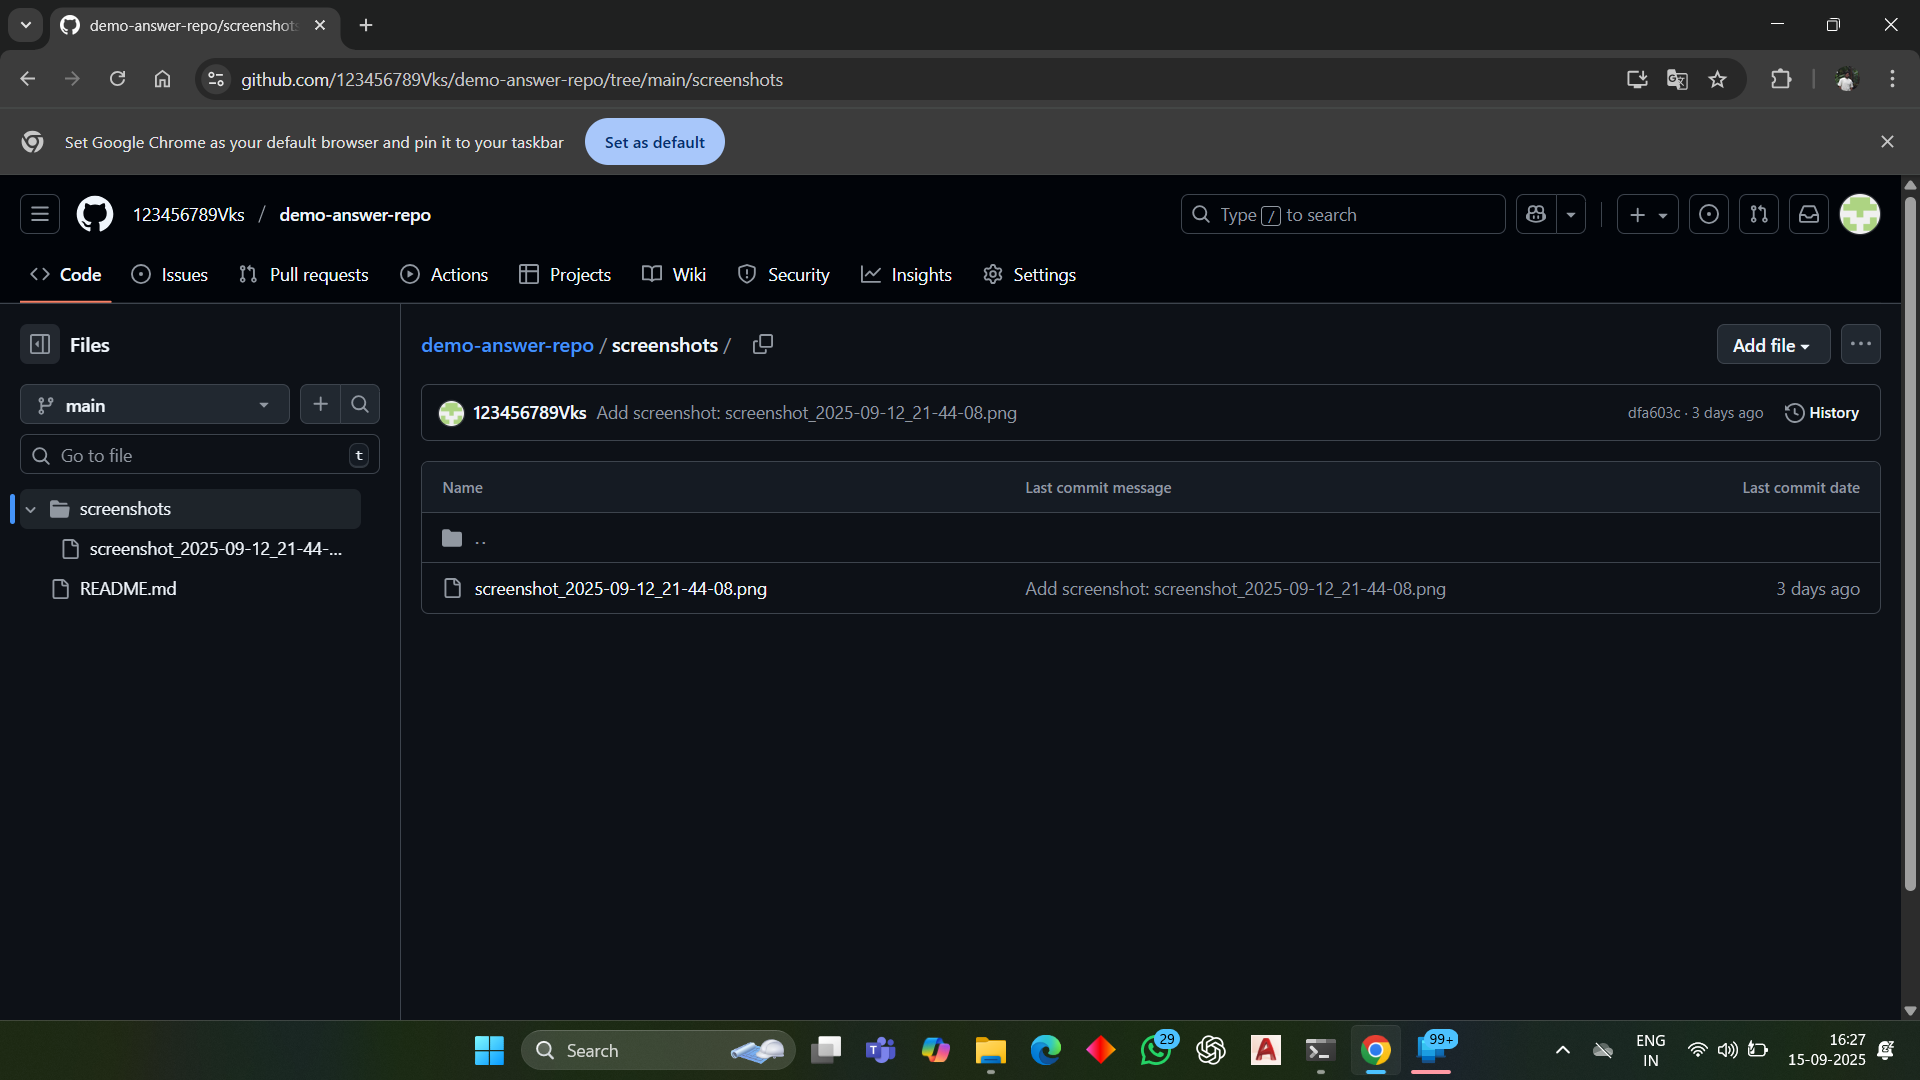 demo-answer-repo/screenshots
github.com/123456789Vks/demo-answer-repo/tree/main/screenshots
Set Google Chrome as your default browser and pin it to your taskbar Set as default
123456789Vks / demo-answer-repo Type / to search
Code Issues Pull requests Actions Projects Wiki Security Insights Settings
Files
main
Go to file t
screenshots
screenshot_2025-09-12_21-44-...
README.md
demo-answer-repo / screenshots / Add file ...
123456789Vks Add screenshot: screenshot_2025-09-12_21-44-08.png dfa603c · 3 days ago History
Name Last commit message Last commit date
..
screenshot_2025-09-12_21-44-08.png Add screenshot: screenshot_2025-09-12_21-44-08.png 3 days ago
Search 29 99+ ENG IN 16:27
15-09-2025